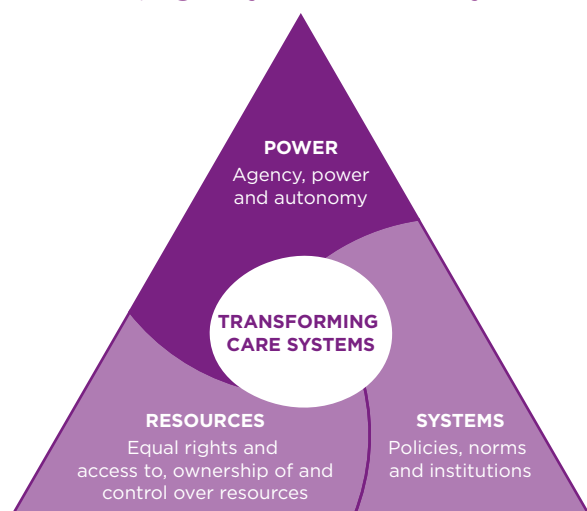 POWER
Agency, power
and autonomy
TRANSFORMING
CARE SYSTEMS
RESOURCES
Equal rights and
access to, ownership of and
control over resources
SYSTEMS
Policies, norms
and institutions